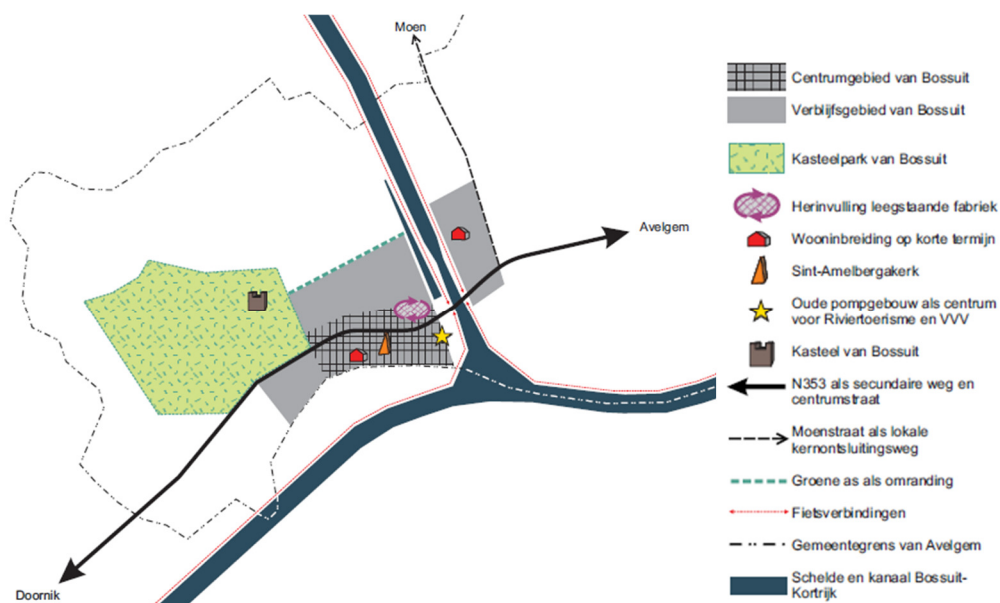 Moen
Avelgem
Doornik
Centrumgebied van Bossuit
Verblijfsgebied van Bossuit
Kasteelpark van Bossuit
Herinvulling leegstaande fabriek
Wooninbreiding op korte termijn
Sint-Amelbergakerk
Oude pompgebouw als centrum
voor Riviertoerisme en VVV
Kasteel van Bossuit
N353 als secundaire weg en
centrumstraat
Moenstraat als lokale
kernontsluitingsweg
Groene as als omranding
Fietsverbindingen
Gemeentegrens van Avelgem
Schelde en kanaal Bossuit-
Kortrijk